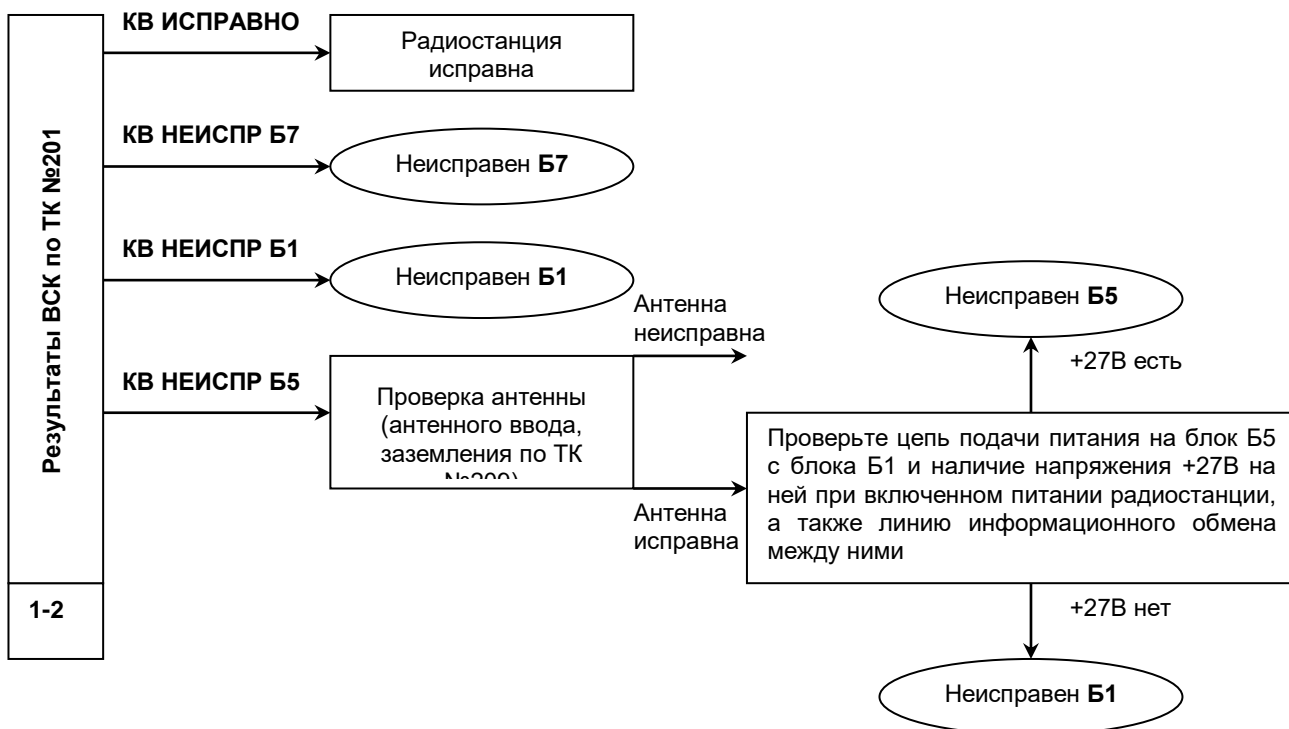 КВ ИСПРАВНО
Радиостанция
исправна
КВ НЕИСПР Б7
Неисправен Б7
КВ НЕИСПР Б1
Неисправен Б1
КВ НЕИСПР Б5
Проверка антенны
(антенного ввода,
заземления по ТК
№209)
Антенна
неисправна
Антенна
исправна
Неисправен Б5
+27В есть
Проверьте цепь подачи питания на блок Б5
с блока Б1 и наличие напряжения +27В на
ней при включенном питании радиостанции,
а также линию информационного обмена
между ними
+27В нет
Неисправен Б1
Результаты ВСК по ТК №201
1-2